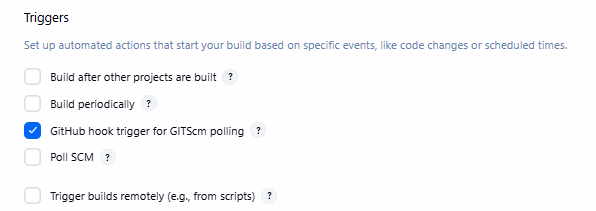 Triggers
Set up automated actions that start your build based on specific events, like code changes or scheduled times.
Build after other projects are built ?
Build periodically ?
GitHub hook trigger for GITScm polling ?
Poll SCM ?
Trigger builds remotely (e.g., from scripts) ?